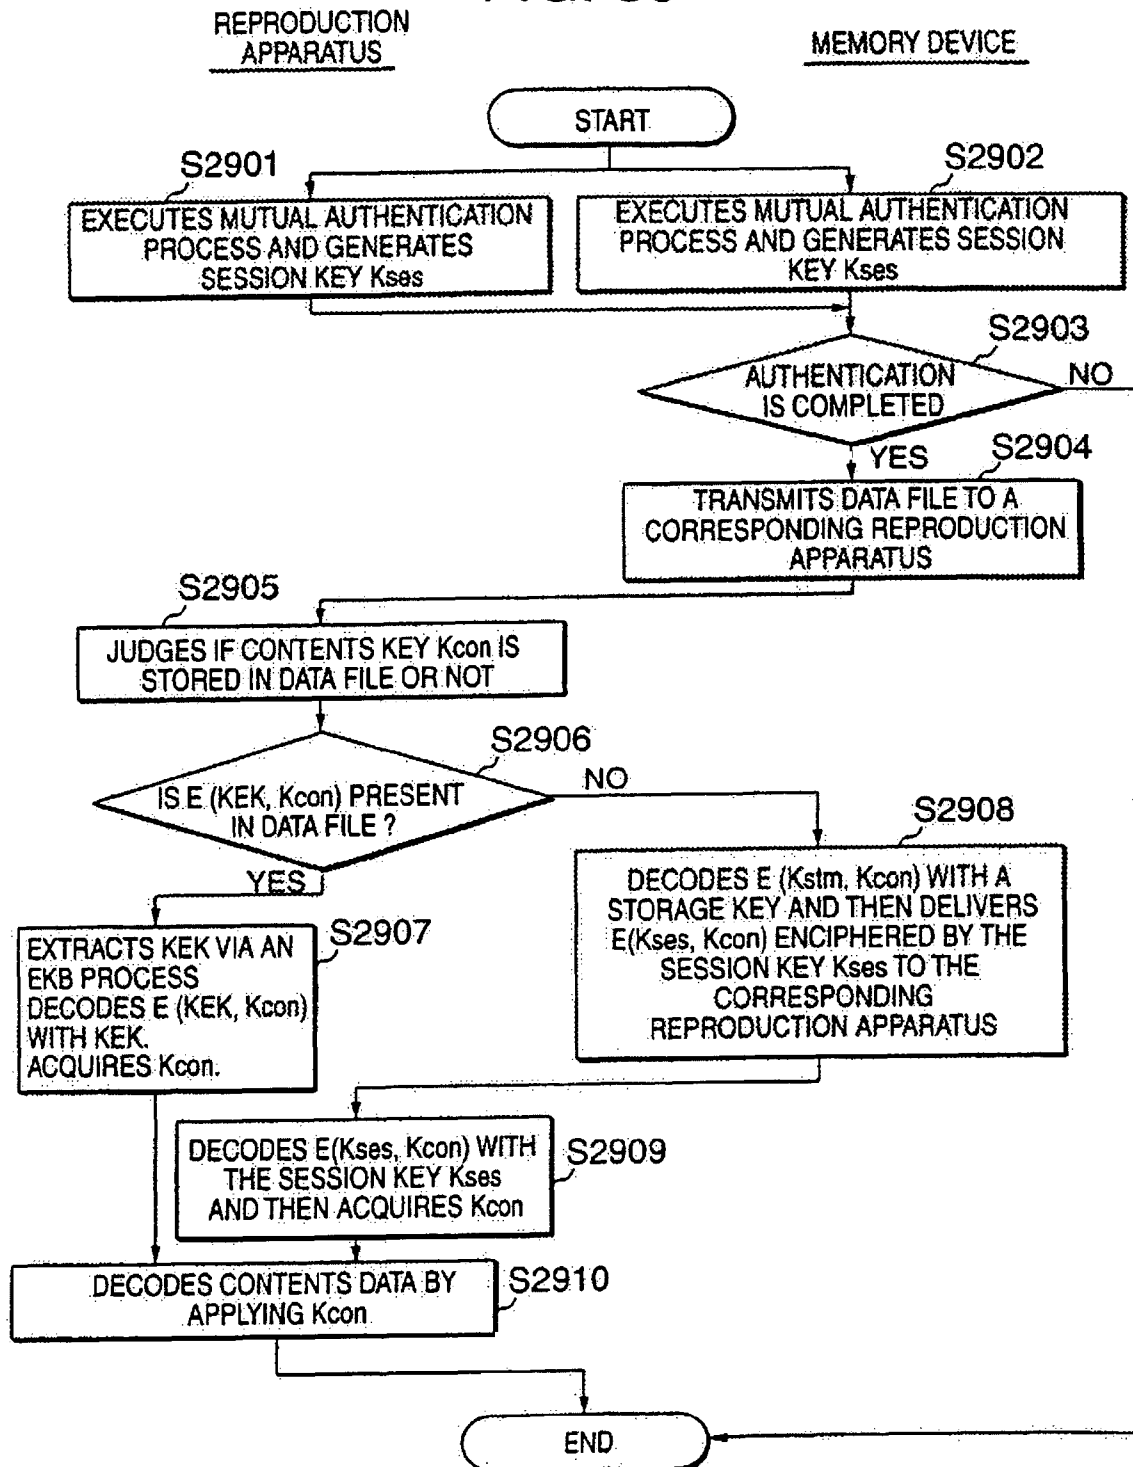 REPRODUCTION
APPARATUS
MEMORY DEVICE
START
S2901
S2902
EXECUTES MUTUAL AUTHENTICATION
PROCESS AND GENERATES
SESSION KEY Kses
EXECUTES MUTUAL AUTHENTICATION
PROCESS AND GENERATES SESSION
KEY Kses
S2903
AUTHENTICATION
IS COMPLETED
NO
YES
S2904
TRANSMITS DATA FILE TO A
CORRESPONDING REPRODUCTION
APPARATUS
S2905
JUDGES IF CONTENTS KEY Kcon IS
STORED IN DATA FILE OR NOT
S2906
IS E (KEK, Kcon) PRESENT
IN DATA FILE ?
NO
YES
S2907
EXTRACTS KEK VIA AN
EKB PROCESS
DECODES E (KEK, Kcon)
WITH KEK.
ACQUIRES Kcon.
S2908
DECODES E (Kstm, Kcon) WITH A
STORAGE KEY AND THEN DELIVERS
E(Kses, Kcon) ENCIPHERED BY THE
SESSION KEY Kses TO THE
CORRESPONDING
REPRODUCTION APPARATUS
DECODES E(Kses, Kcon) WITH
THE SESSION KEY Kses
AND THEN ACQUIRES Kcon
S2909
DECODES CONTENTS DATA BY
APPLYING Kcon
S2910
END